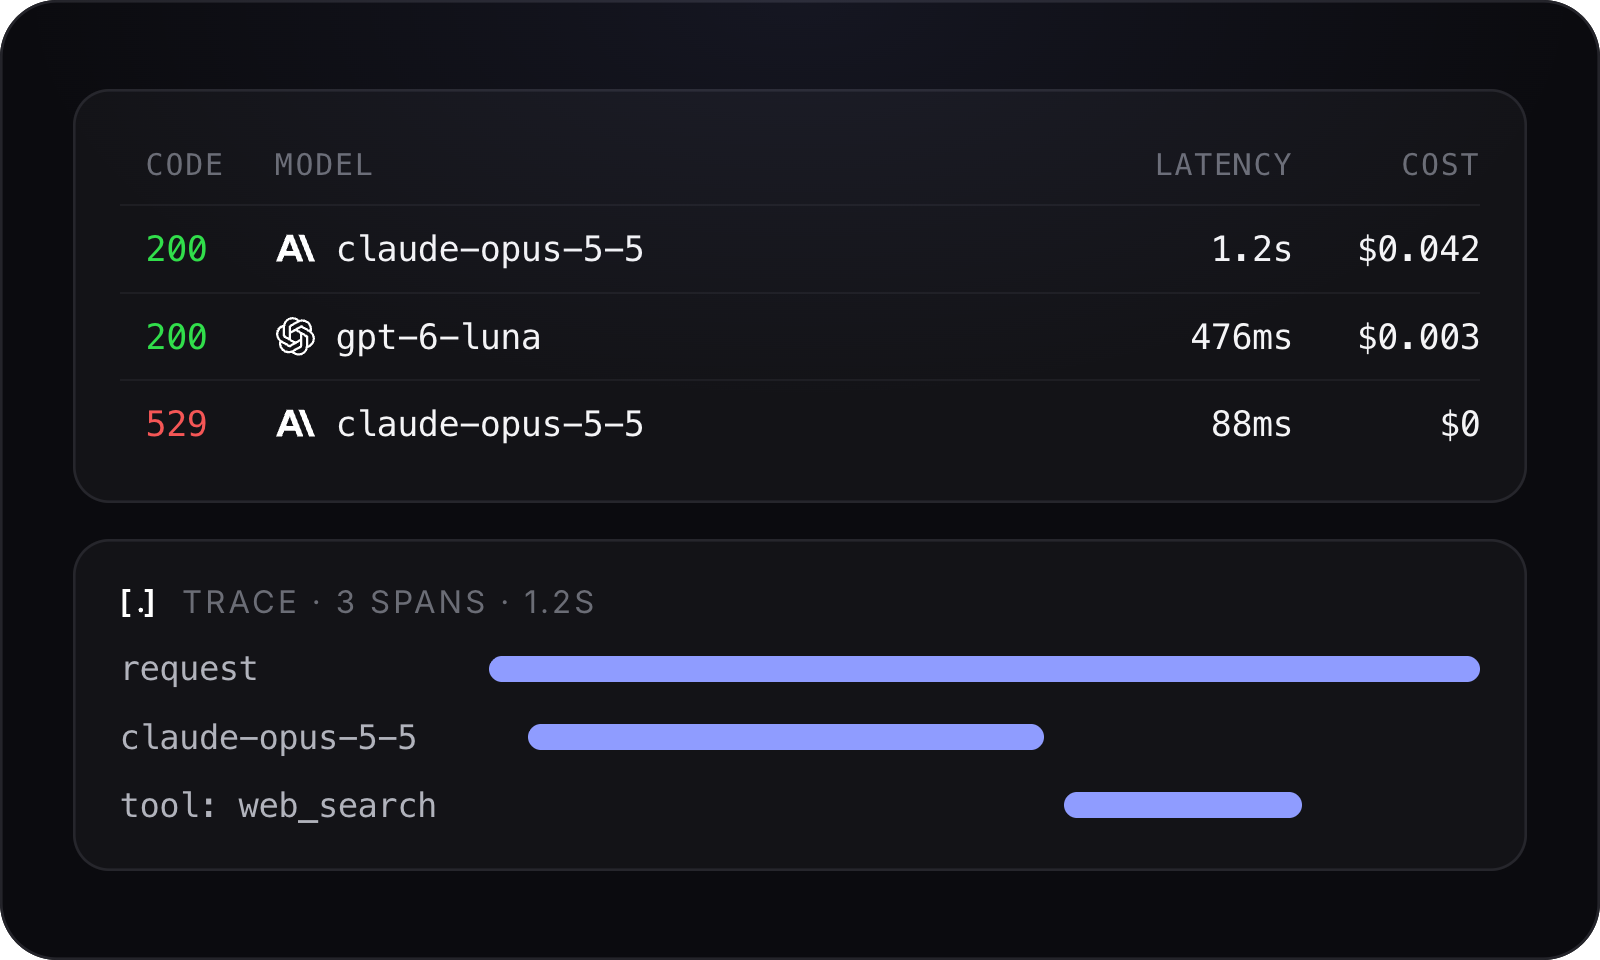 CODE MODEL LATENCY COST
200 claude-opus-5-5 1.2s $0.042
200 gpt-6-luna 476ms $0.003
529 claude-opus-5-5 88ms $0
[.] TRACE · 3 SPANS · 1.2S
request
claude-opus-5-5
tool: web_search